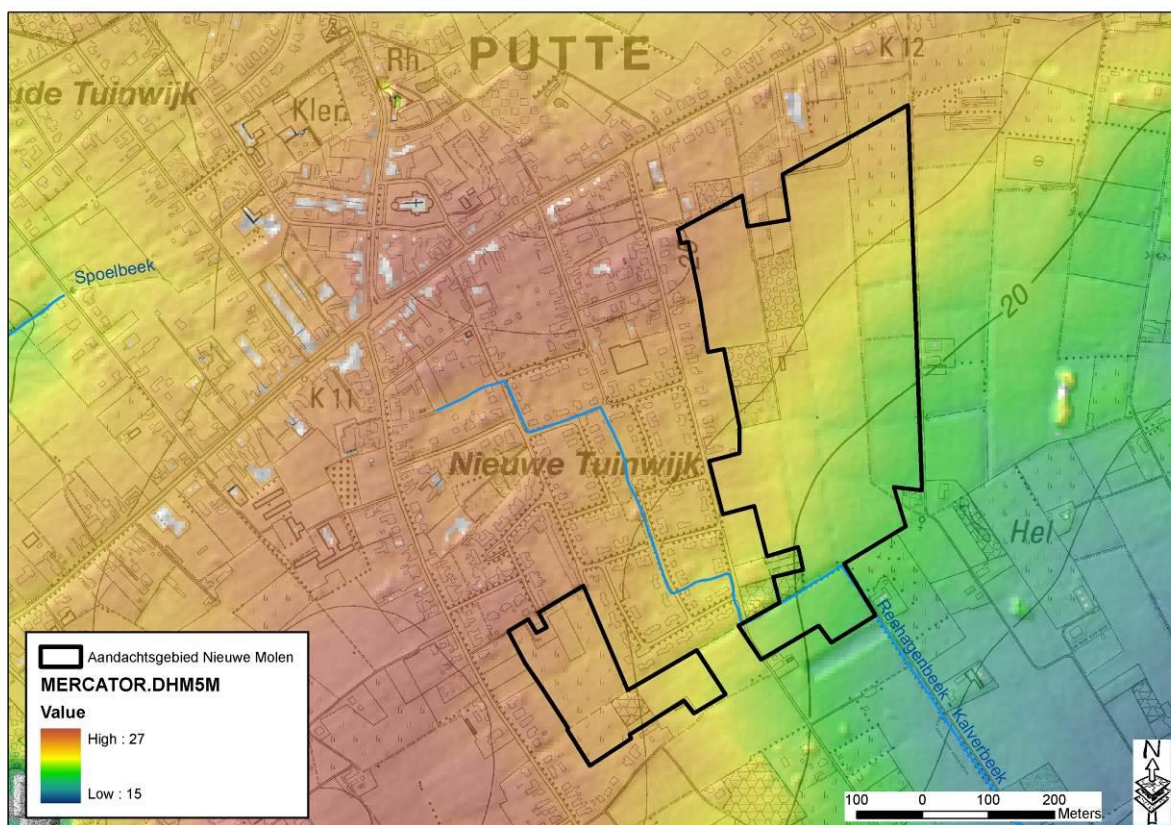 PUTTE
K 12
Rh.
ude Tuinwijk
Kler.
Spoelbeek
20
K 11
Nieuwe Tuinwijk
Hel
Reehagenbeek - Kalverbeek
Aandachtsgebied Nieuwe Molen
MERCATOR.DHM5M
Value
High : 27
Low : 15
N
100 0 100 200
Meters